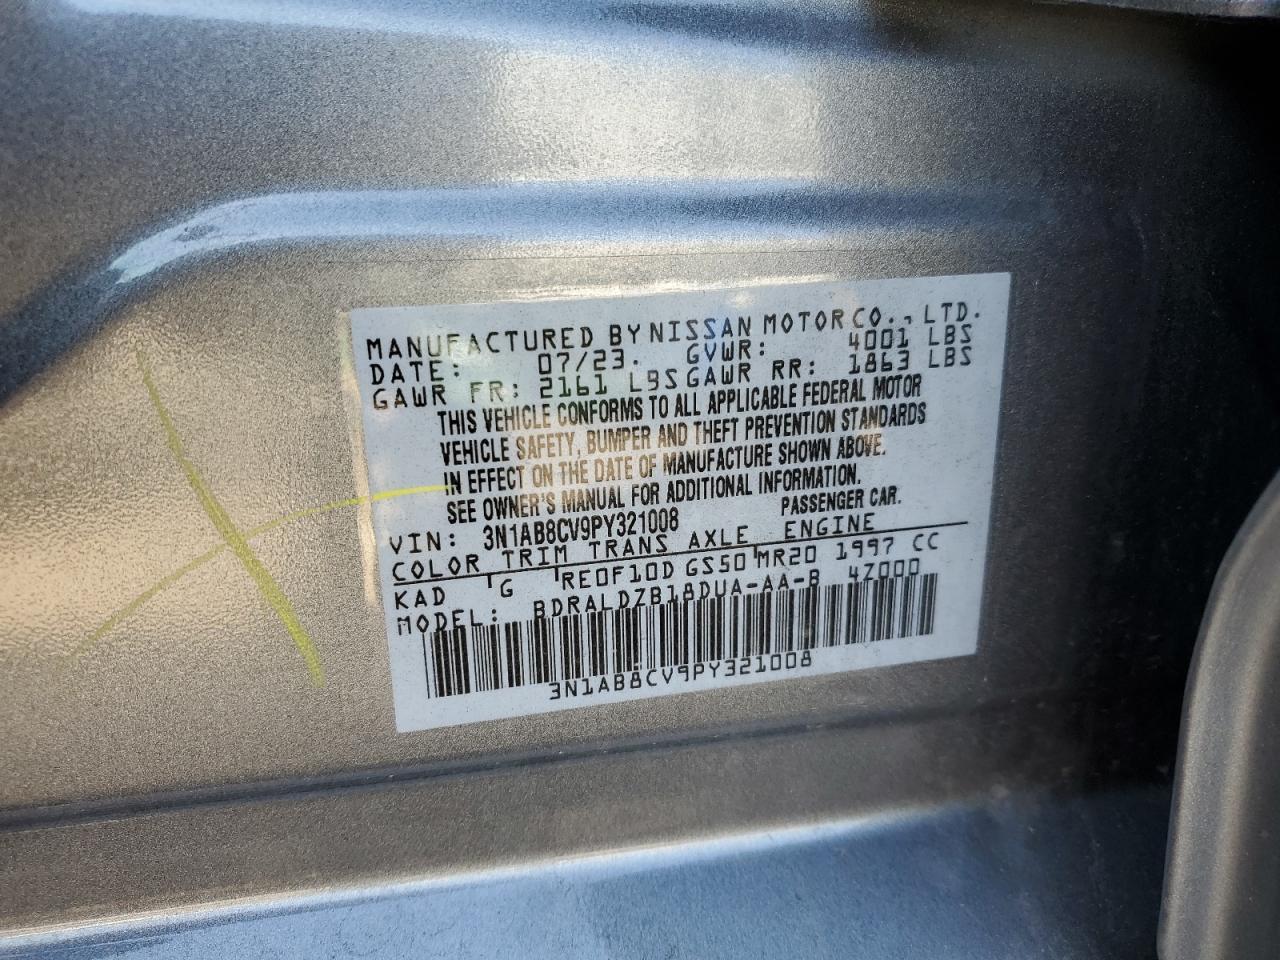 MANUFACTURED BY NISSAN MOTOR CO., LTD.
DATE: 07/23. GVWR: 4001 LBS
GAWR FR: 2161 LBS GAWR RR: 1863 LBS
THIS VEHICLE CONFORMS TO ALL APPLICABLE FEDERAL MOTOR
VEHICLE SAFETY, BUMPER AND THEFT PREVENTION STANDARDS
IN EFFECT ON THE DATE OF MANUFACTURE SHOWN ABOVE.
SEE OWNER'S MANUAL FOR ADDITIONAL INFORMATION.
VIN: 3N1AB8CV9PY321008 PASSENGER CAR.
COLOR TRIM TRANS AXLE ENGINE
KAD G RE0F10D GS50 MR20 1997 CC
MODEL: BDRALDZB18DUA-AA-B 4Z000
3N1AB8CV9PY321008